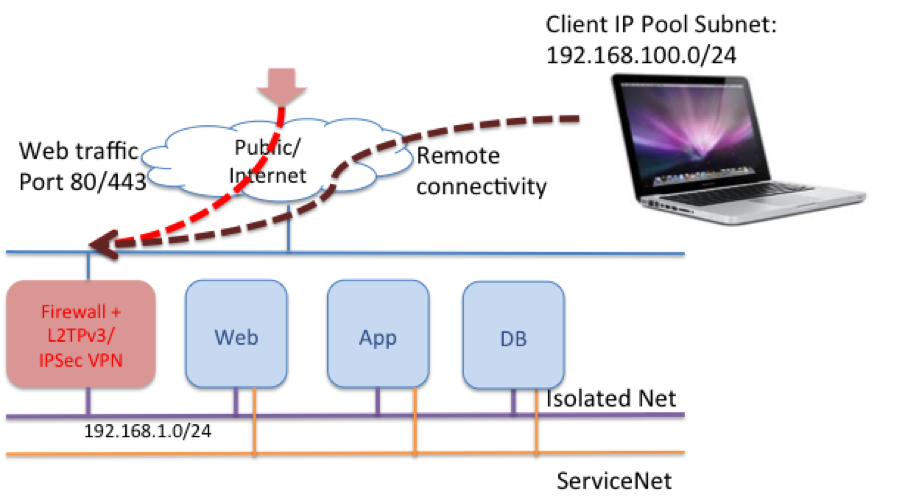 Client IP Pool Subnet:
192.168.100.0/24
Web traffic
Port 80/443
Public/
Internet
Remote
connectivity
Firewall +
L2TPv3/
IPSec VPN
Web
App
DB
Isolated Net
192.168.1.0/24
ServiceNet